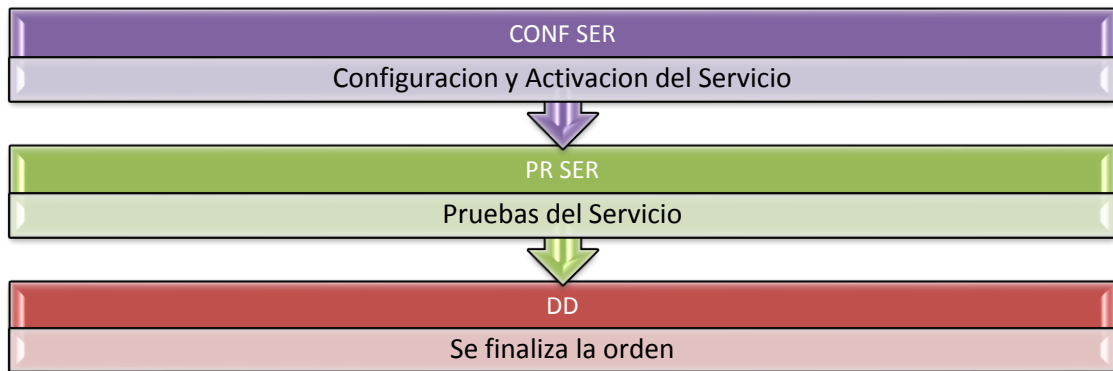 CONF SER
Configuracion y Activacion del Servicio
PR SER
Pruebas del Servicio
DD
Se finaliza la orden